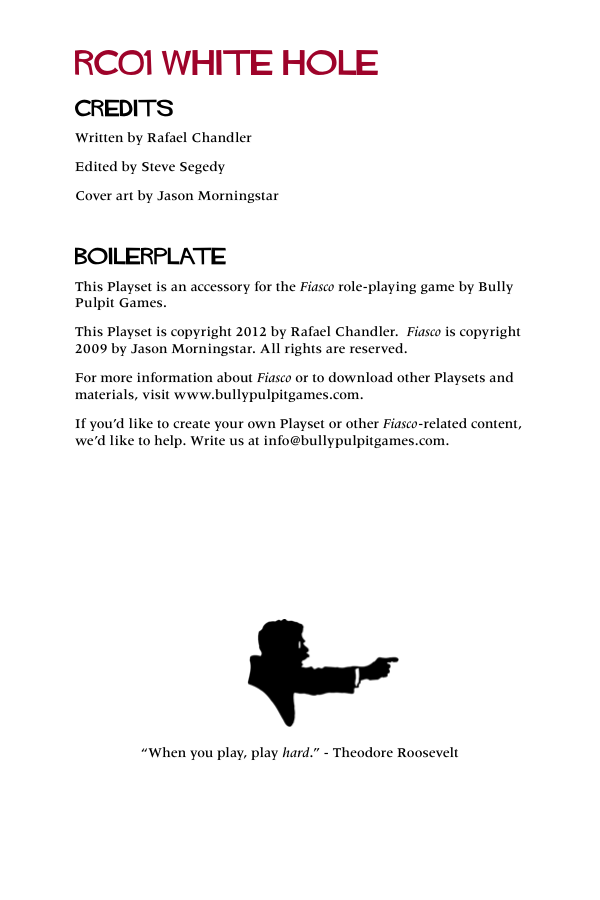 RC01 WHITE HOLE
CREDITS
Written by Rafael Chandler
Edited by Steve Segedy
Cover art by Jason Morningstar
BOILERPLATE
This Playset is an accessory for the Fiasco role-playing game by Bully
Pulpit Games.
This Playset is copyright 2012 by Rafael Chandler.  Fiasco is copyright
2009 by Jason Morningstar. All rights are reserved.
For more information about Fiasco or to download other Playsets and
materials, visit www.bullypulpitgames.com.
If you’d like to create your own Playset or other Fiasco-related content,
we’d like to help. Write us at info@bullypulpitgames.com.
“When you play, play hard.” - Theodore Roosevelt